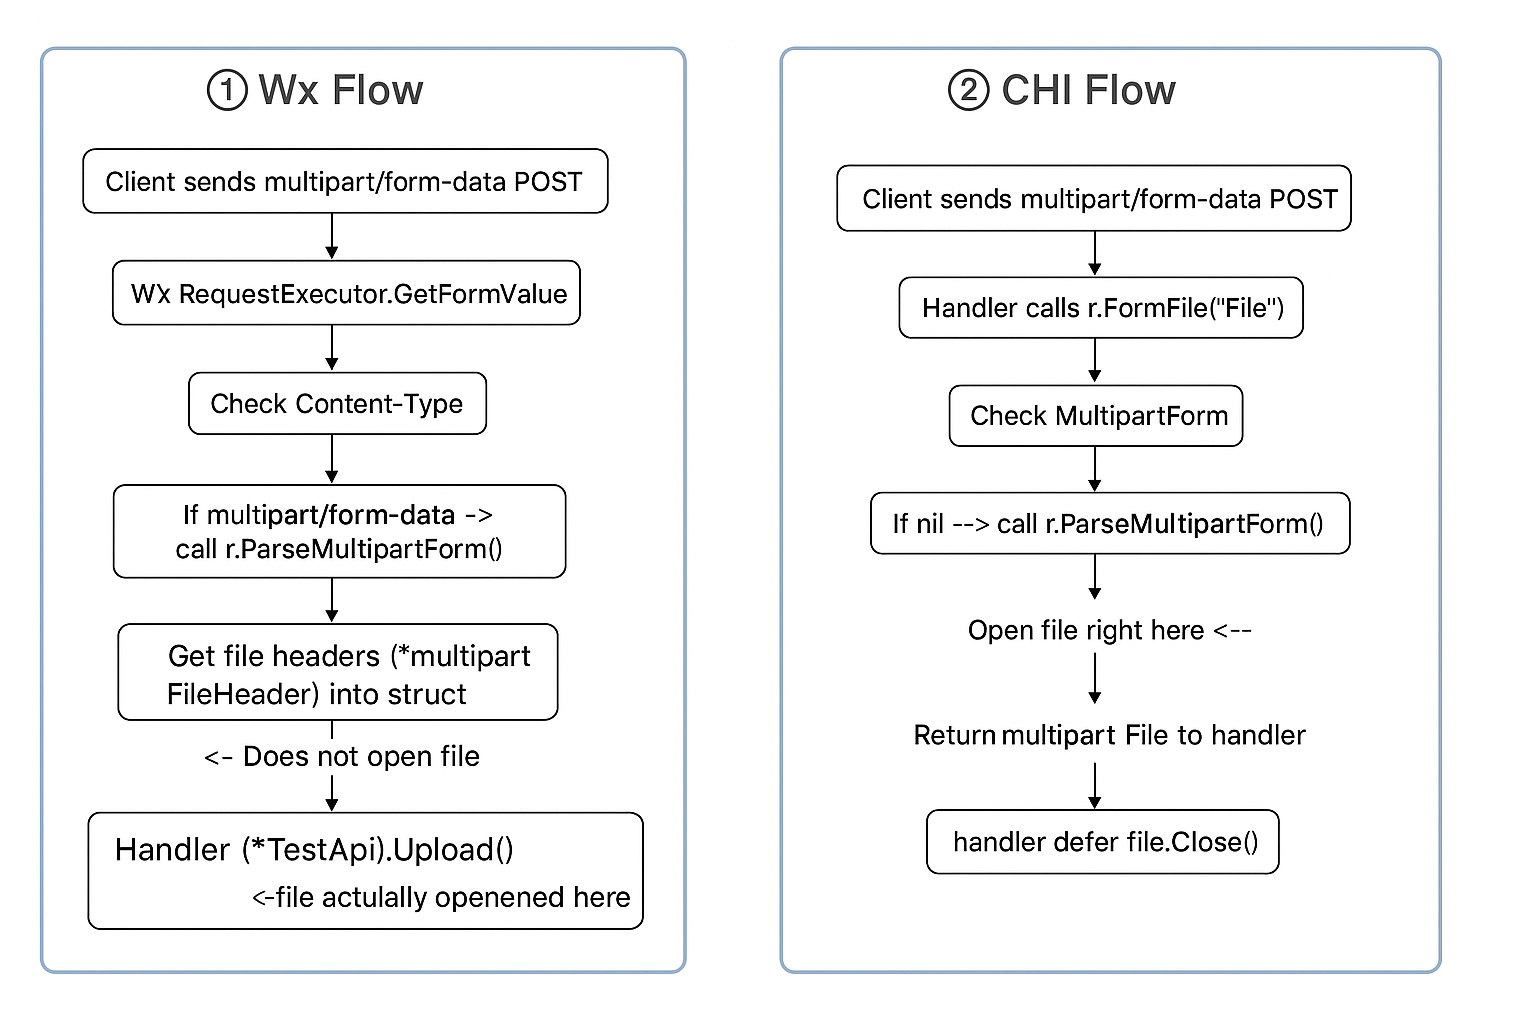 ① Wx Flow
Client sends multipart/form-data POST
Wx RequestExecutor.GetFormValue
Check Content-Type
If multipart/form-data ->
call r.ParseMultipartForm()
Get file headers (*multipart
FileHeader) into struct
<- Does not open file
Handler (*TestApi).Upload()
<-file actulally openened here
② CHI Flow
Client sends multipart/form-data POST
Handler calls r.FormFile("File")
Check MultipartForm
If nil --> call r.ParseMultipartForm()
Open file right here <--
Return multipart File to handler
handler defer file.Close()